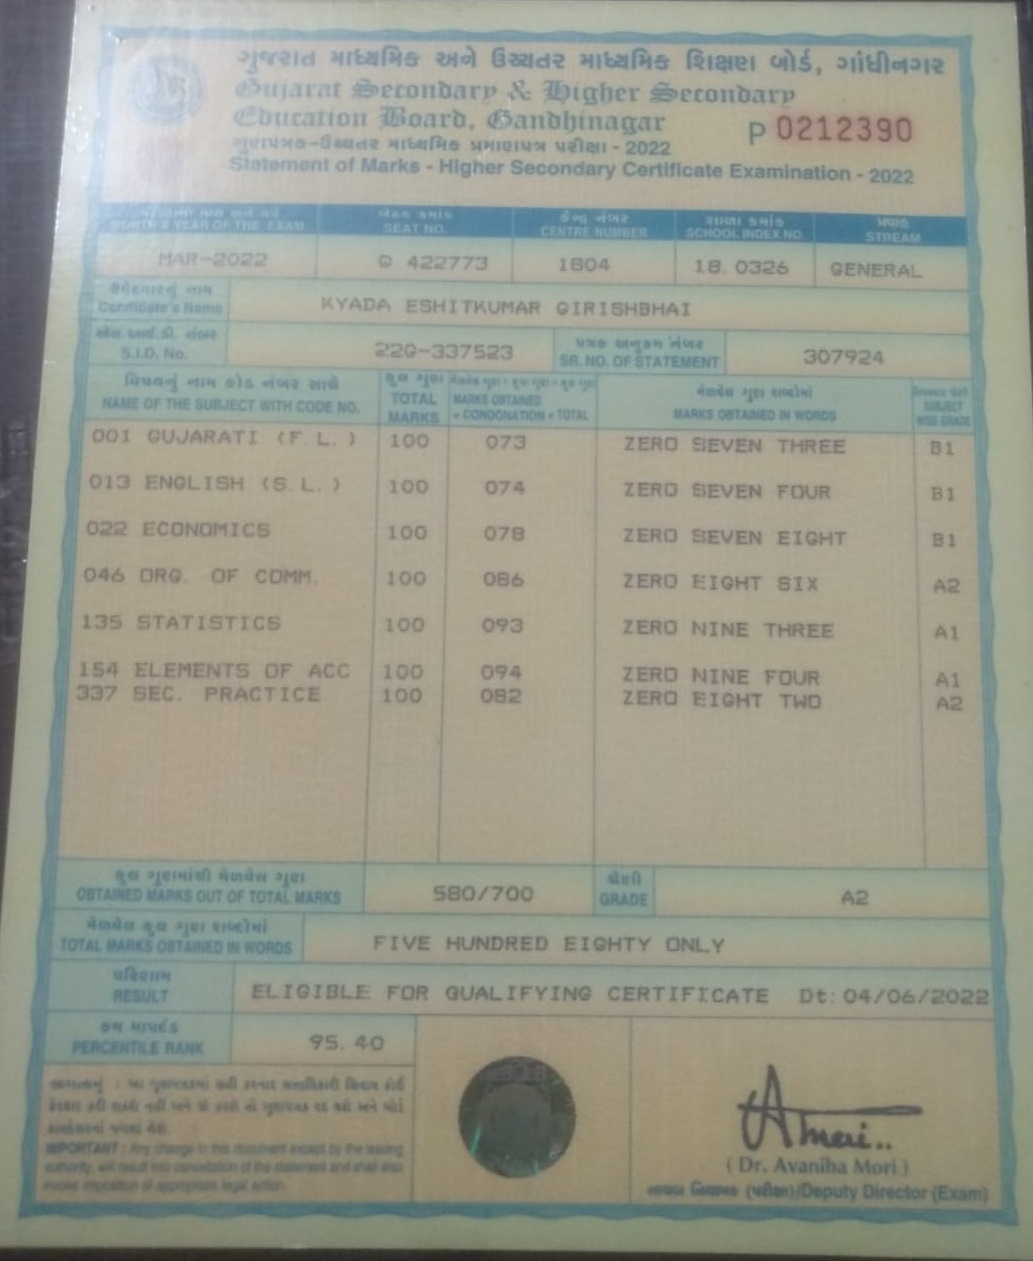 ગુજરાત માધ્યમિક અને ઉચ્ચતર માધ્યમિક શિક્ષણ બોર્ડ, ગાંધીનગર
Gujarat Secondary & Higher Secondary
Education Board, Gandhinagar
P 0212390
ગુણપત્રક-ઉચ્ચતર માધ્યમિક પ્રમાણપત્ર પરીક્ષા - 2022
Statement of Marks - Higher Secondary Certificate Examination - 2022
બેઠક ક્રમાંક કેન્દ્ર નંબર શાળા ક્રમાંક પ્રવાહ
MONTH & YEAR OF THE EXAM. SEAT NO. CENTRE NUMBER SCHOOL INDEX NO. STREAM
MAR-2022 G 422773 1804 18. 0326 GENERAL
ઉમેદવારનું નામ
Candidate's Name KYADA ESHITKUMAR GIRISHBHAI
એસ. આઈ. ડી. નંબર પત્રક અનુક્રમ નંબર
S.I.D. No. 22G-337523 SR. NO. OF STATEMENT 307924
વિષયનું નામ કોડ નંબર સાથે કુલ ગુણ મેળવેલ ગુણ શબ્દોમાં
NAME OF THE SUBJECT WITH CODE NO. TOTAL MARKS MARKS OBTAINED + CONDONATION = TOTAL MARKS OBTAINED IN WORDS SUBJECT WISE GRADE
001 GUJARATI (F. L. ) 100 073 ZERO SEVEN THREE B1
013 ENGLISH (S. L. ) 100 074 ZERO SEVEN FOUR B1
022 ECONOMICS 100 078 ZERO SEVEN EIGHT B1
046 ORG. OF COMM. 100 086 ZERO EIGHT SIX A2
135 STATISTICS 100 093 ZERO NINE THREE A1
154 ELEMENTS OF ACC 100 094 ZERO NINE FOUR A1
337 SEC. PRACTICE 100 082 ZERO EIGHT TWO A2
કુલ ગુણમાંથી મેળવેલ ગુણ શ્રેણી
OBTAINED MARKS OUT OF TOTAL MARKS 580/700 GRADE A2
મેળવેલ કુલ ગુણ શબ્દોમાં
TOTAL MARKS OBTAINED IN WORDS FIVE HUNDRED EIGHTY ONLY
પરિણામ
RESULT ELIGIBLE FOR QUALIFYING CERTIFICATE Dt: 04/06/2022
ક્રમ માપદંડ
PERCENTILE RANK 95. 40
IMPORTANT : Any change in this document except by the issuing
authority, will result into cancellation of the statement and shall also
invoke imposition of appropriate legal action.
( Dr. Avaniba Mori )
નાયબ નિયામક (પરીક્ષા)/Deputy Director (Exam)